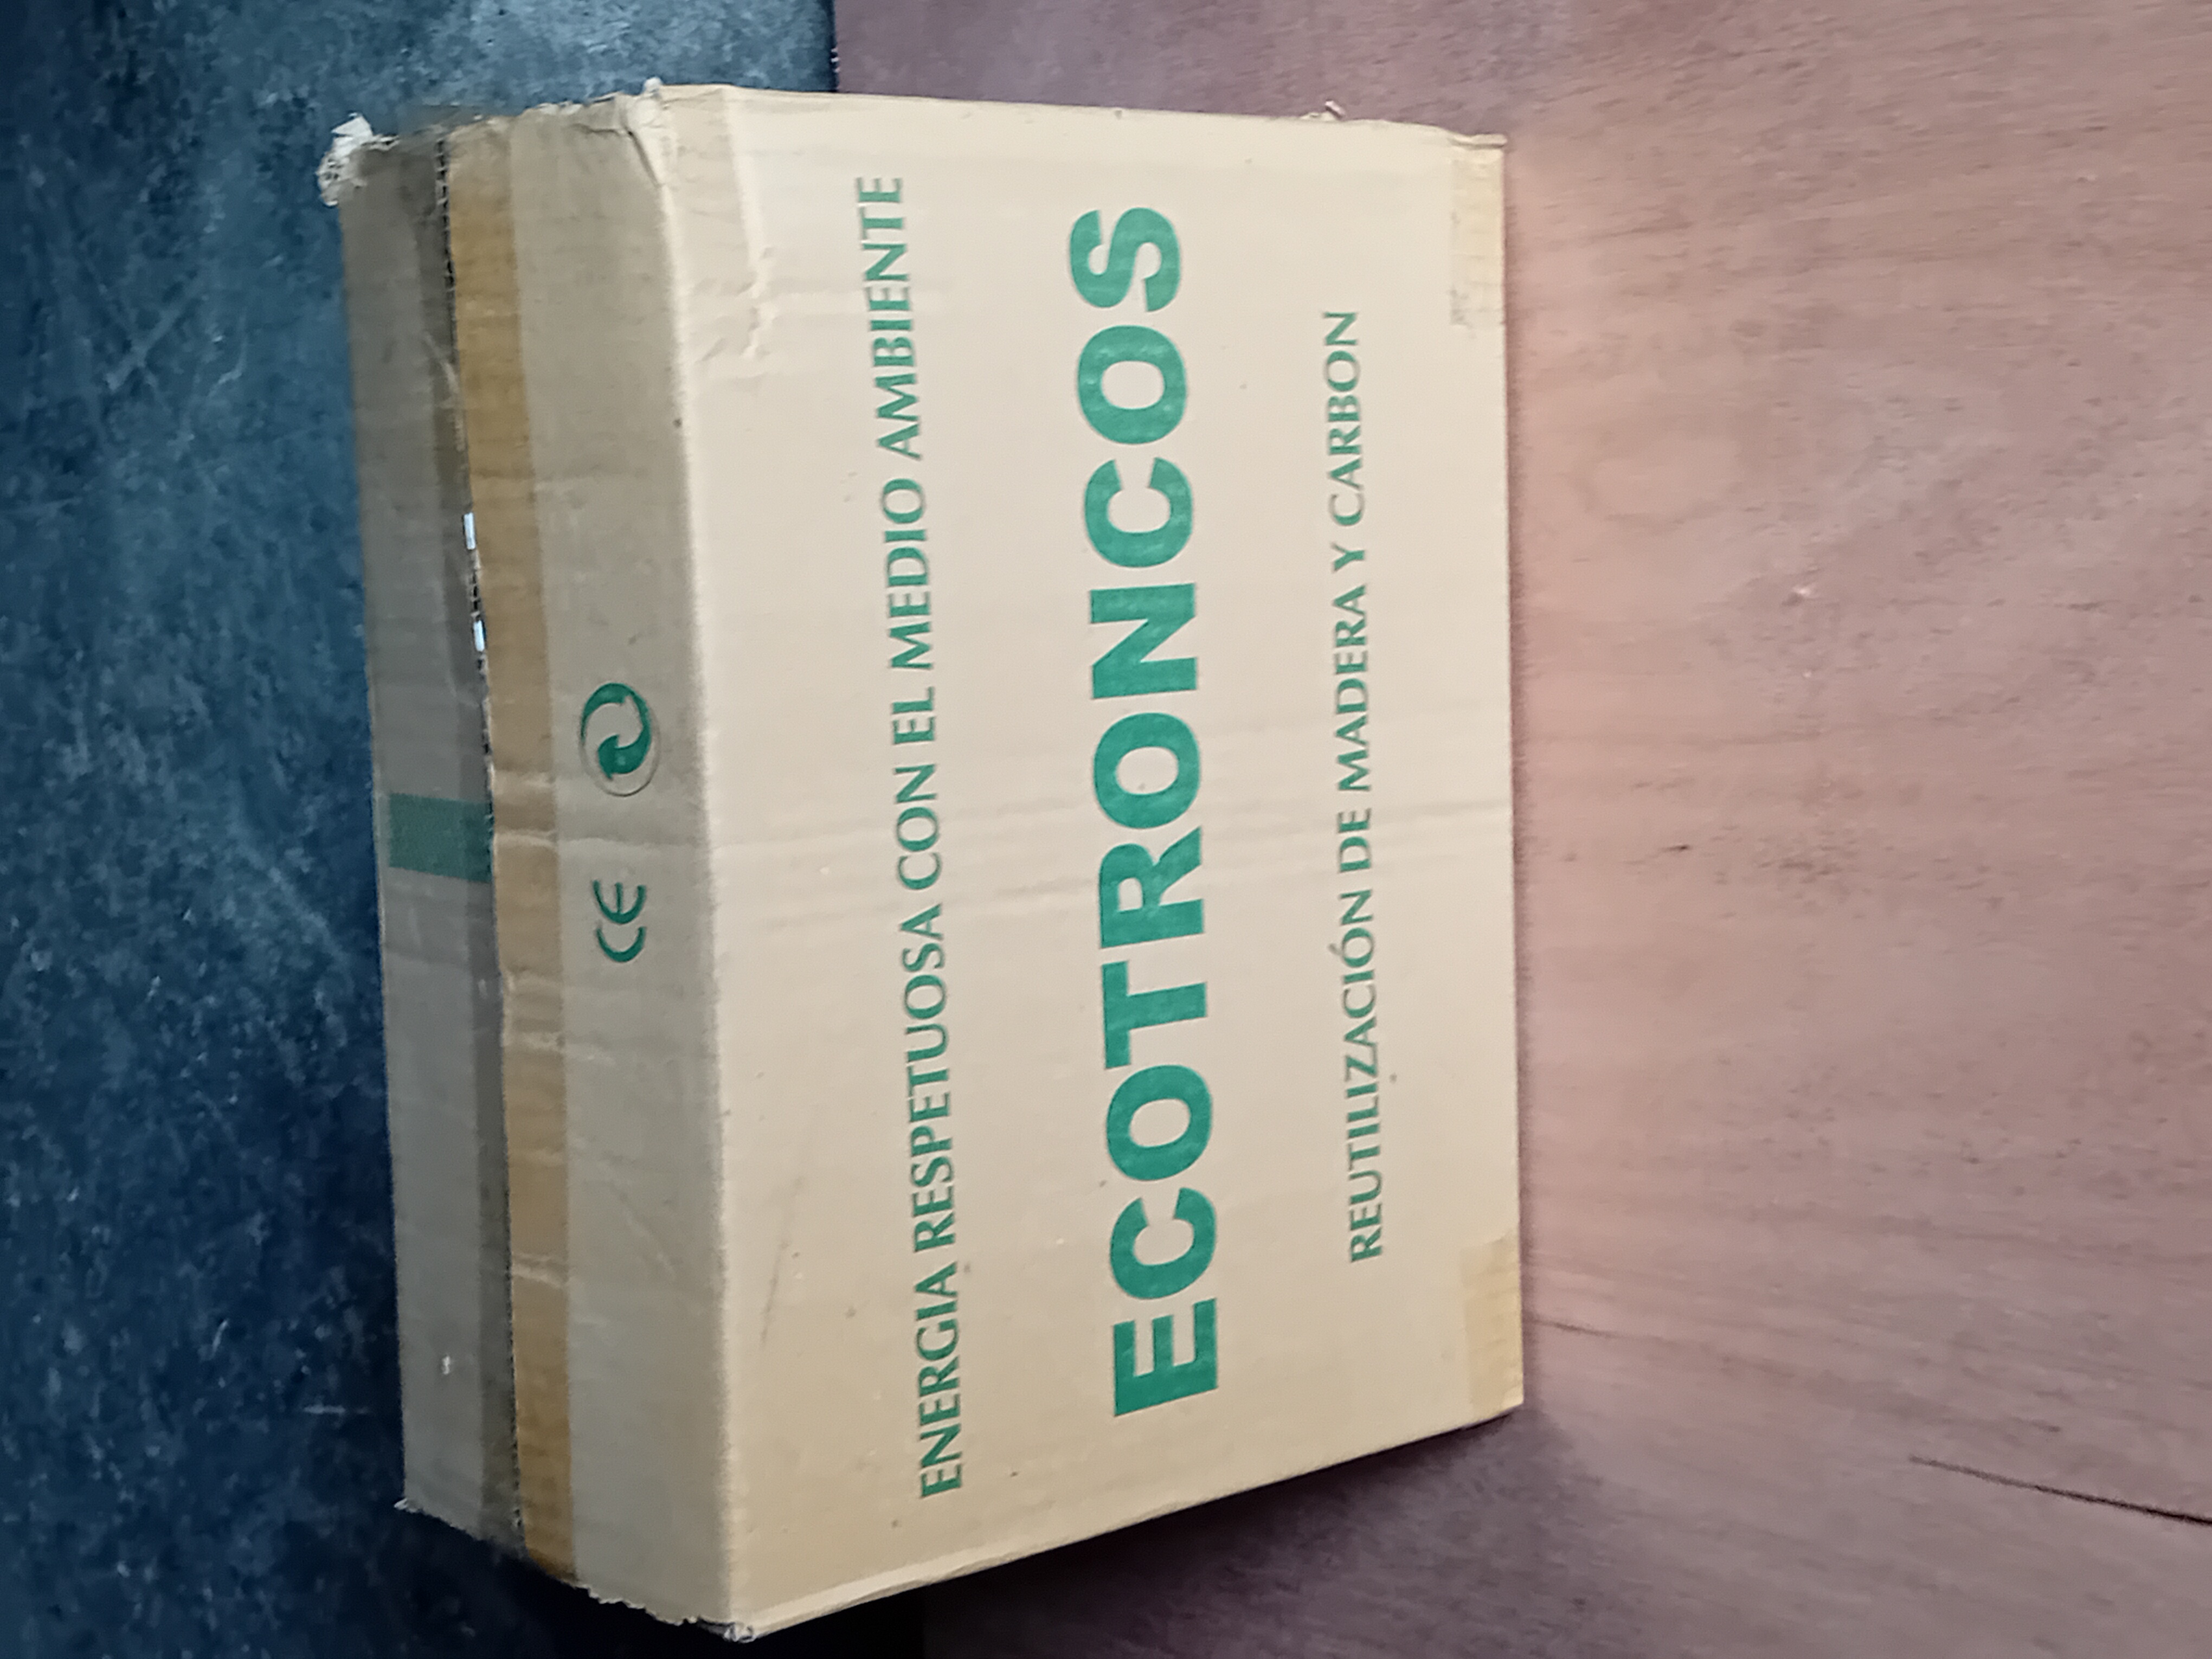 CE
ENERGIA RESPETUOSA CON EL MEDIO AMBIENTE
ECOTRONCOS
REUTILIZACIÓN DE MADERA Y CARBON